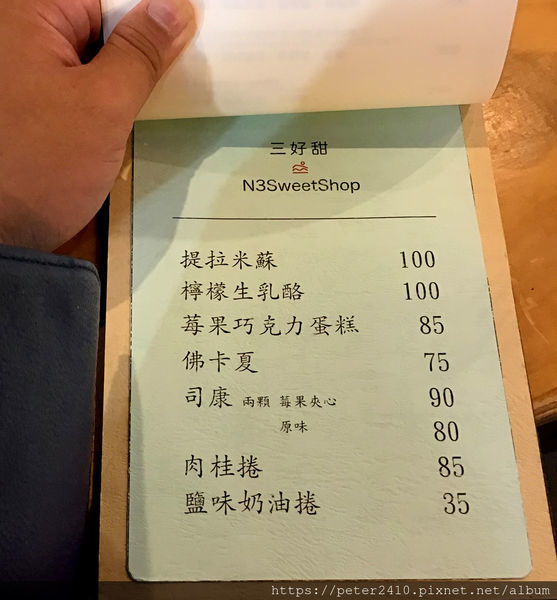 三好甜
N3SweetShop
提拉米蘇 100
檸檬生乳酪 100
莓果巧克力蛋糕 85
佛卡夏 75
司康 兩顆 莓果夾心 90
原味 80
肉桂捲 85
鹽味奶油捲 35
https://peter2410.pixnet.net/album